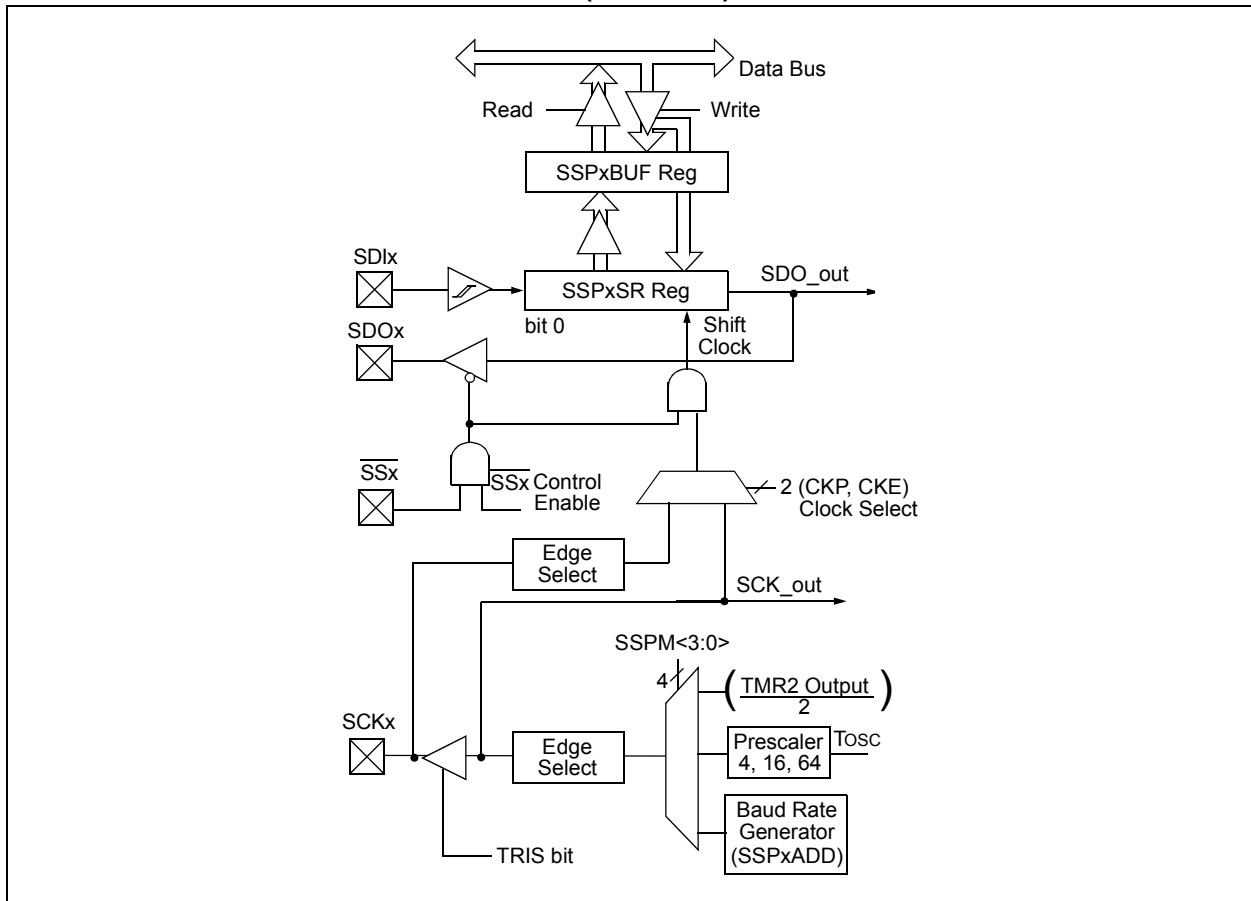 Data Bus
Read
Write
SSPxBUF Reg
SDIx
SSPxSR Reg
SDO_out
bit 0
Shift
Clock
SDOx
SSx
SSx Control
Enable
2 (CKP, CKE)
Clock Select
Edge
Select
SCK_out
SSPM<3:0>
4
(TMR2 Output)
2
SCKx
Edge
Select
Prescaler
4, 16, 64
TOSC
Baud Rate
Generator
(SSPxADD)
TRIS bit